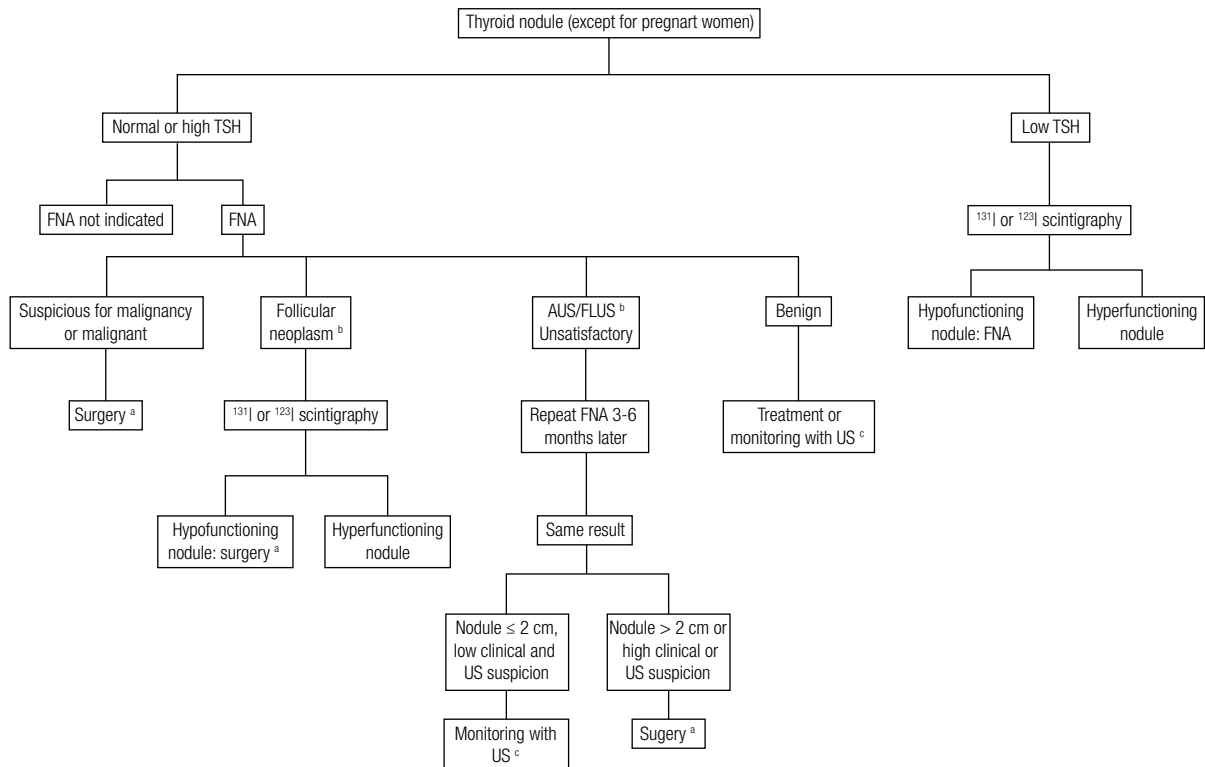 Thyroid nodule (except for pregnart women)
Normal or high TSH
Low TSH
FNA not indicated
FNA
¹³¹I or ¹²³I scintigraphy
Suspicious for malignancy
or malignant
Follicular
neoplasm ᵇ
AUS/FLUS ᵇ
Unsatisfactory
Benign
Hypofunctioning
nodule: FNA
Hyperfunctioning
nodule
Surgery ᵃ
¹³¹I or ¹²³I scintigraphy
Repeat FNA 3-6
months later
Treatment or
monitoring with US ᶜ
Hypofunctioning
nodule: surgery ᵃ
Hyperfunctioning
nodule
Same result
Nodule ≤ 2 cm,
low clinical and
US suspicion
Nodule > 2 cm or
high clinical or
US suspicion
Monitoring with
US ᶜ
Sugery ᵃ